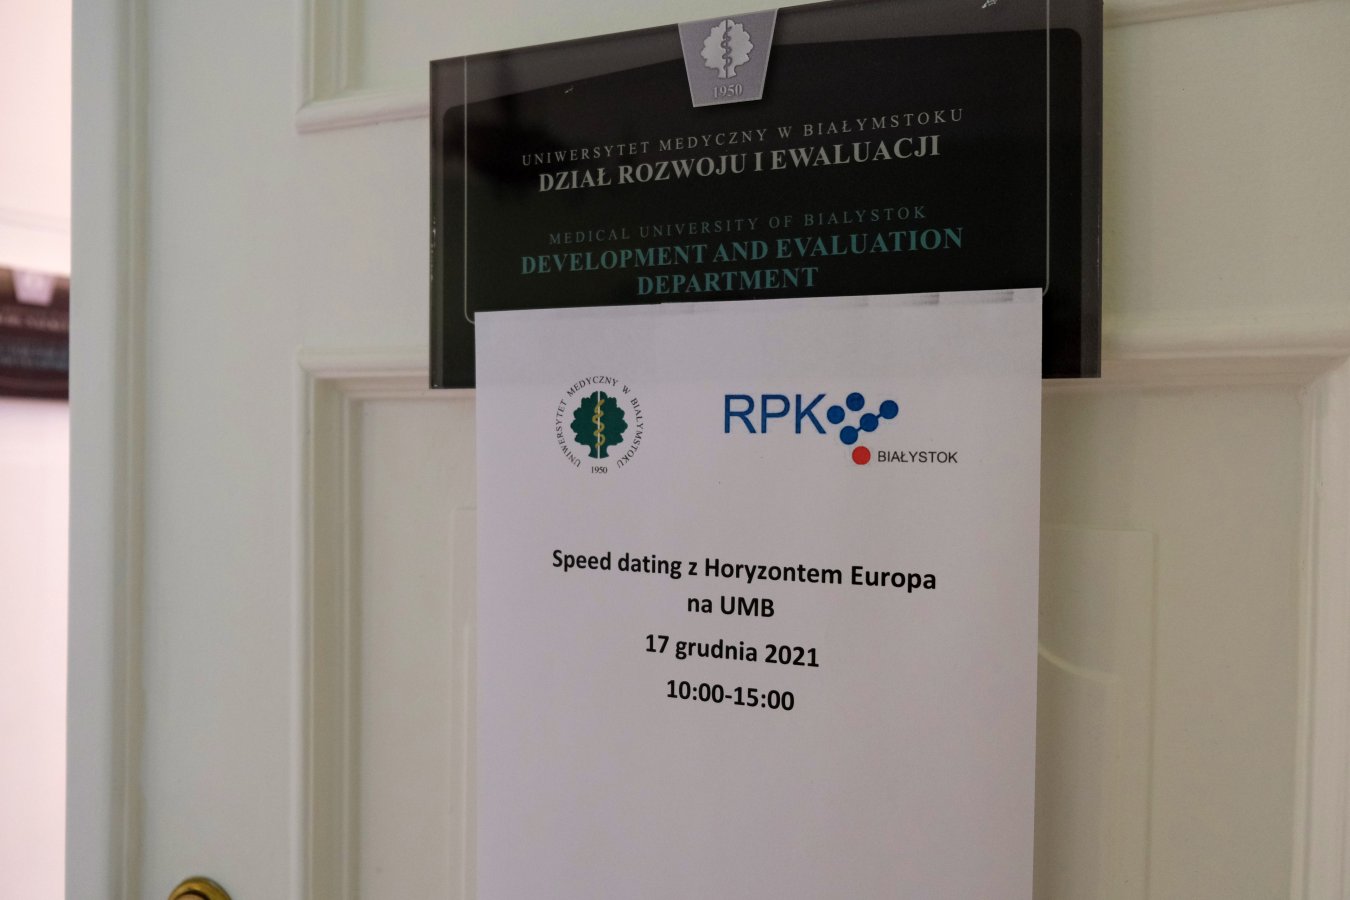 1950
UNIWERSYTET MEDYCZNY W BIAŁYMSTOKU
DZIAŁ ROZWOJU I EWALUACJI
MEDICAL UNIVERSITY OF BIALYSTOK
DEVELOPMENT AND EVALUATION
DEPARTMENT
UNIWERSYTET MEDYCZNY W BIAŁYMSTOKU
1950
RPK
BIAŁYSTOK
Speed dating z Horyzontem Europa
na UMB
17 grudnia 2021
10:00-15:00